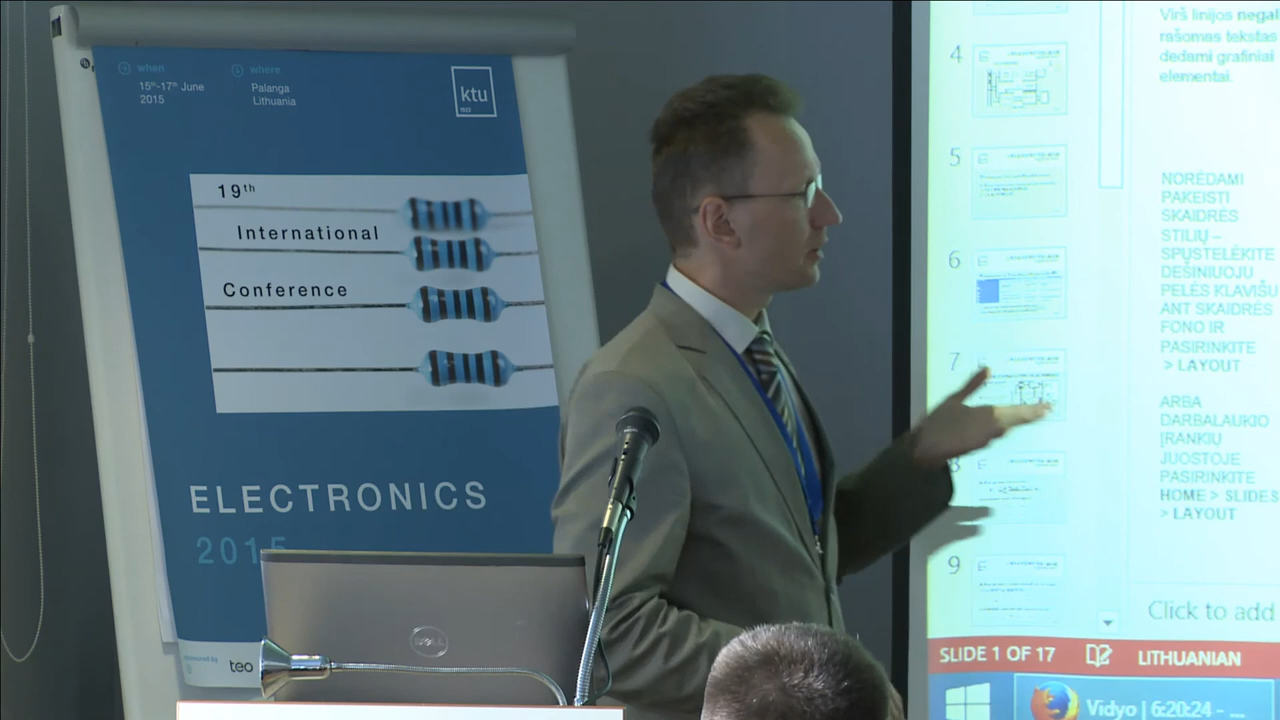 when
where
15th-17th June
2015
Palanga
Lithuania
ktu
19th
International
Conference
ELECTRONICS
2015
teo
DELL
4
5
6
7
8
9
Virš linijos negal
rašomas tekstas
dedami grafiniai
elementai.
NORĖDAMI
PAKEISTI
SKAIDRĖS
STILIŲ –
SPUSTELĖKITE
DEŠINIUOJU
PELĖS KLAVIŠU
ANT SKAIDRĖS
FONO IR
PASIRINKITE
> LAYOUT
ARBA
DARBALAUKIO
ĮRANKIŲ
JUOSTOJE
PASIRINKITE
HOME > SLIDES
> LAYOUT
Click to add
SLIDE 1 OF 17
LITHUANIAN
Vidyo | 6:20:24 - ...